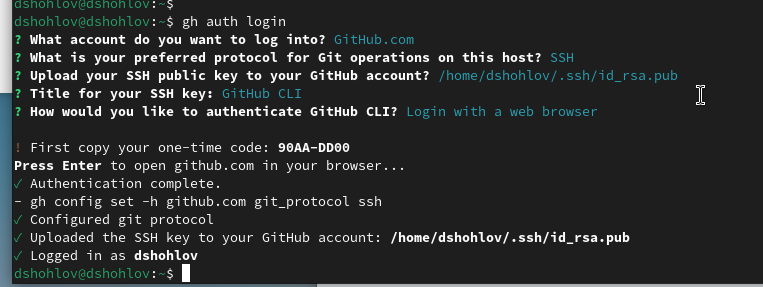 dshohlov@dshohlov:~$
dshohlov@dshohlov:~$ gh auth login
? What account do you want to log into? GitHub.com
? What is your preferred protocol for Git operations on this host? SSH
? Upload your SSH public key to your GitHub account? /home/dshohlov/.ssh/id_rsa.pub
? Title for your SSH key: GitHub CLI
? How would you like to authenticate GitHub CLI? Login with a web browser
! First copy your one-time code: 90AA-DD00
Press Enter to open github.com in your browser...
✓ Authentication complete.
- gh config set -h github.com git_protocol ssh
✓ Configured git protocol
✓ Uploaded the SSH key to your GitHub account: /home/dshohlov/.ssh/id_rsa.pub
✓ Logged in as dshohlov
dshohlov@dshohlov:~$